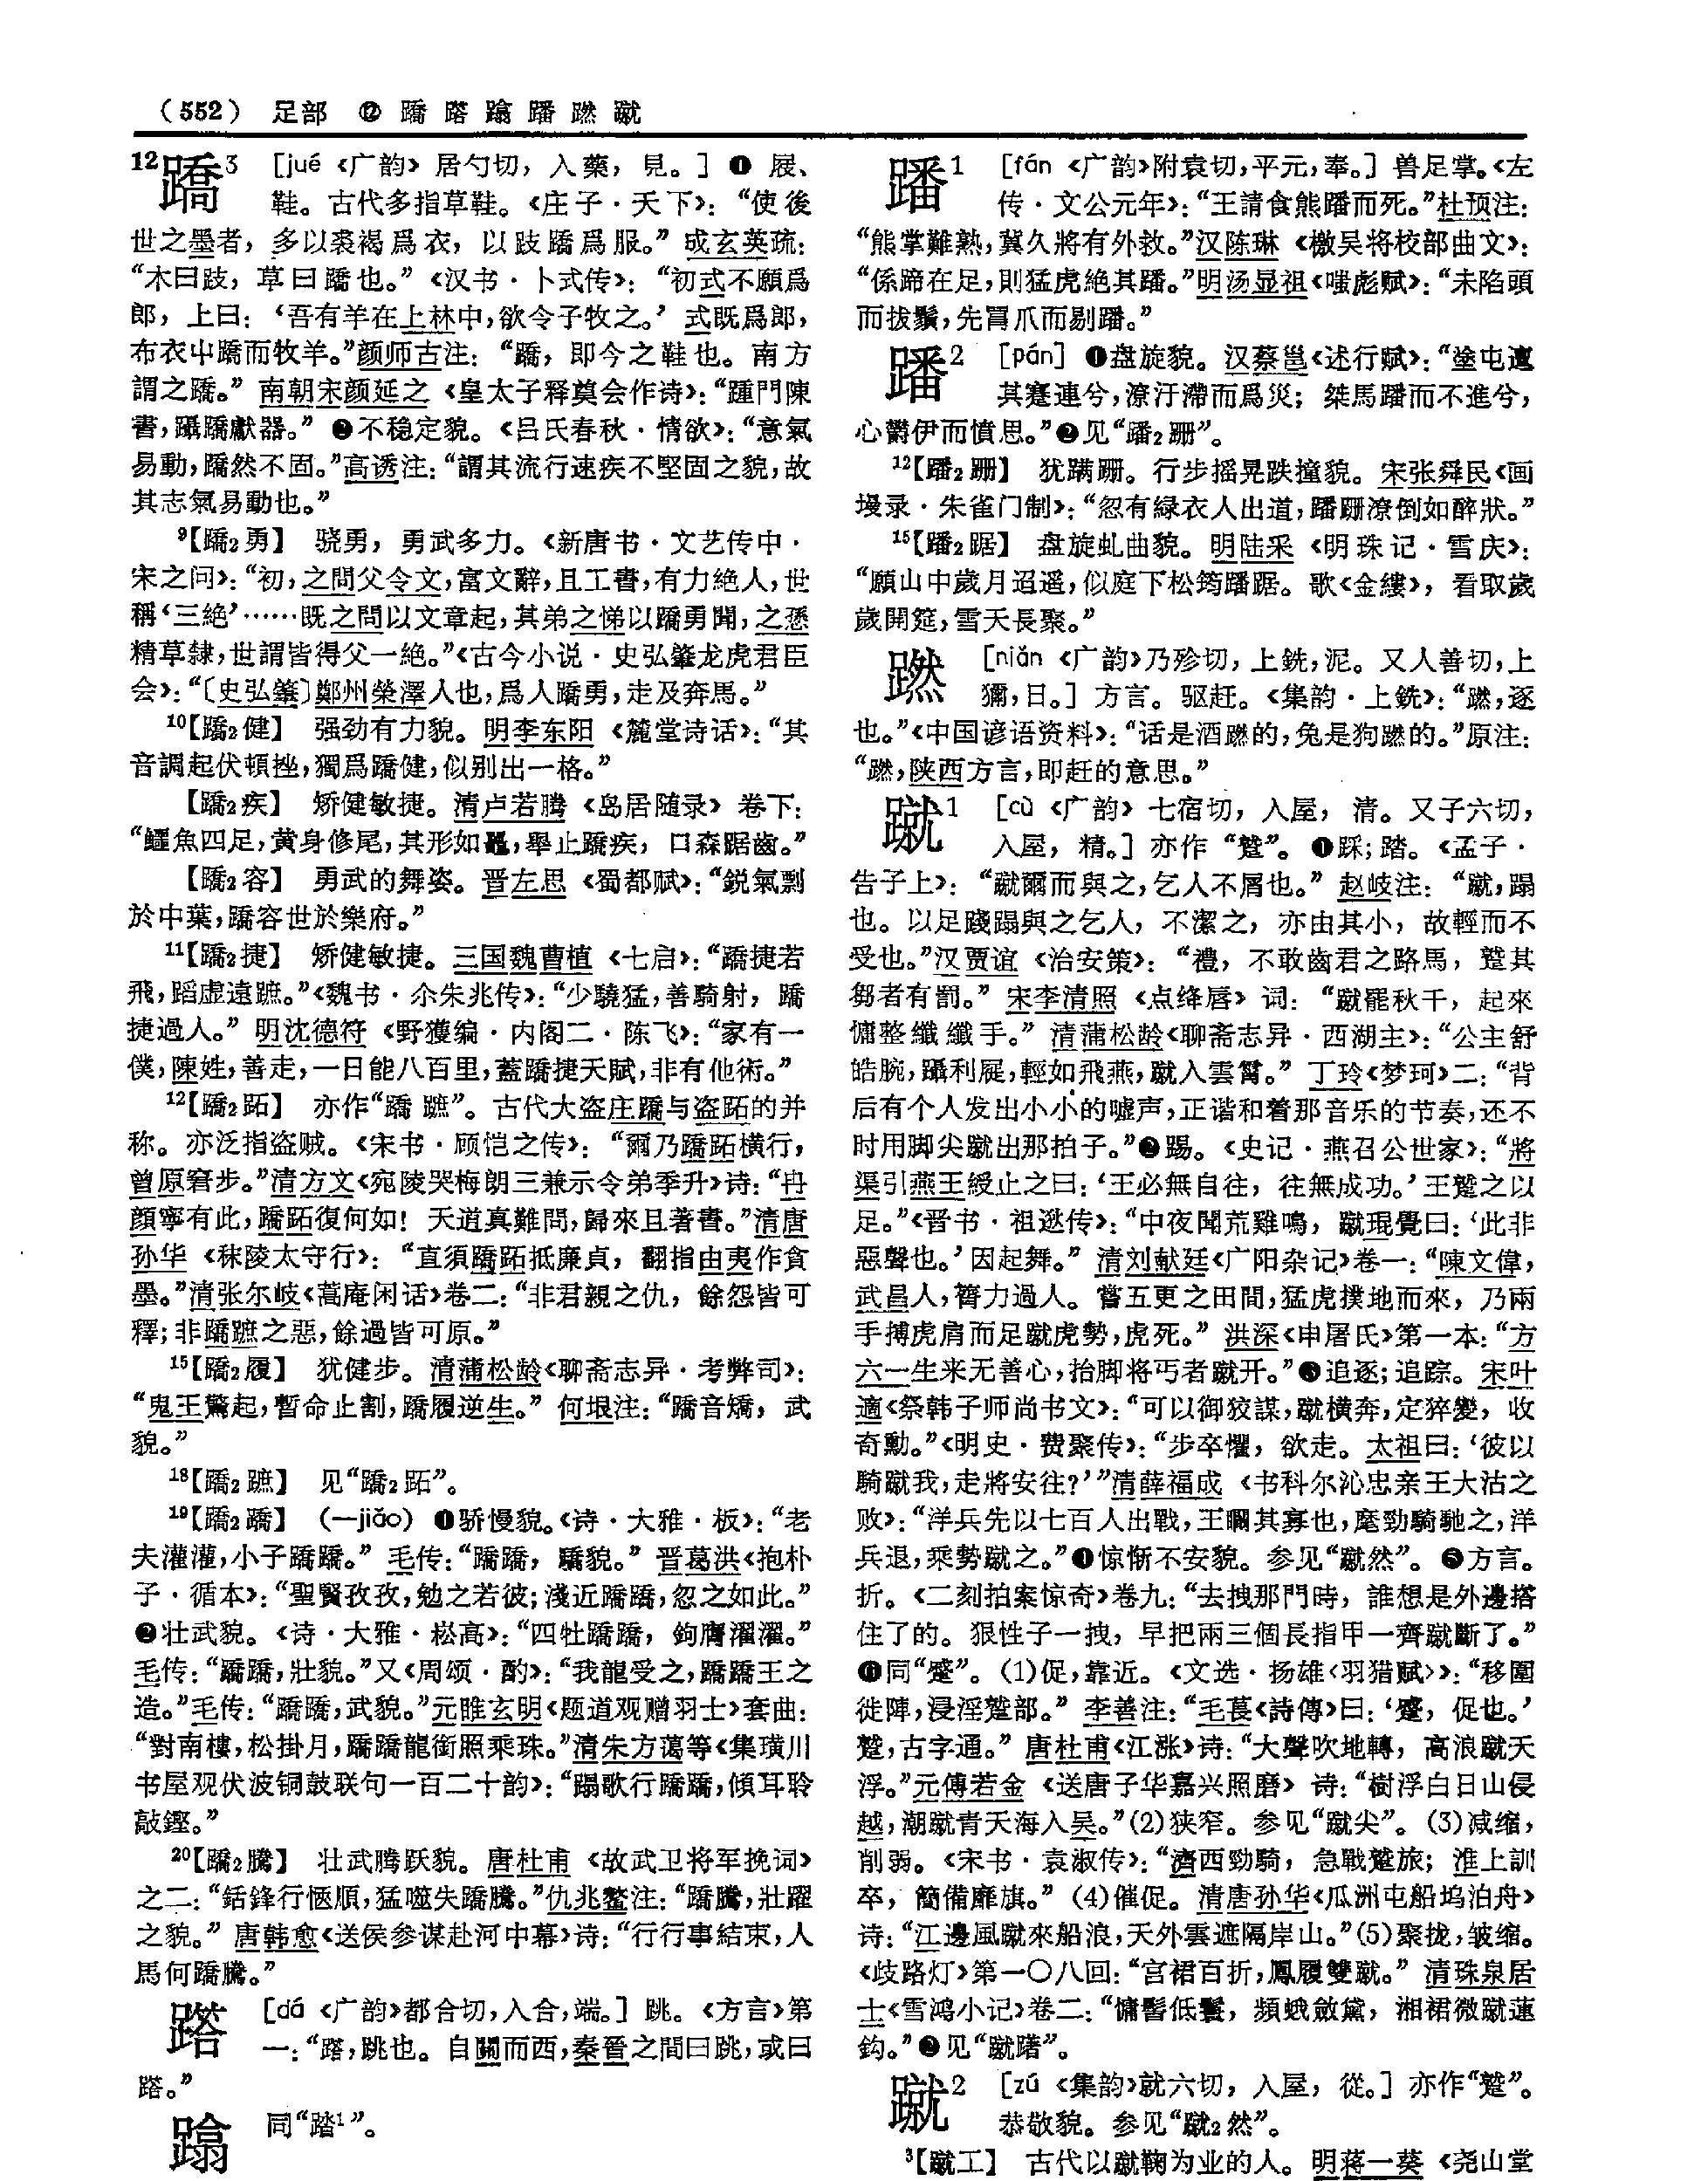 （552） 足部 ⑫ 蹻 䠛 蹹 蹯 蹨 蹴
12蹻3 [jué《广韵》居勺切，入藥，見。]❶ 屐、
鞋。古代多指草鞋。《庄子·天下》：“使後
世之墨者，多以裘褐爲衣，以跂蹻爲服。”成玄英疏：
“木曰跂，草曰蹻也。”《汉书·卜式传》：“初式不願爲
郎，上曰：‘吾有羊在上林中，欲令子牧之。’式既爲郎，
布衣屮蹻而牧羊。”颜师古注：“蹻，即今之鞋也。南方
謂之蹻。”南朝宋颜延之《皇太子释奠会作诗》：“踵門陳
書，躡蹻獻器。”❷不稳定貌。《吕氏春秋·情欲》：“意氣
易動，蹻然不固。”高诱注：“謂其流行速疾不堅固之貌，故
其志氣易動也。”
9【蹻₂勇】 骁勇，勇武多力。《新唐书·文艺传中·
宋之问》：“初，之問父令文，富文辭，且工書，有力絶人，世
稱‘三絶’……既之問以文章起，其弟之悌以蹻勇聞，之愻
精草隸，世謂皆得父一絶。”《古今小说·史弘肇龙虎君臣
会》：“〔史弘肇〕鄭州榮澤人也，爲人蹻勇，走及奔馬。”
10【蹻₂健】 强劲有力貌。明李东阳《麓堂诗话》：“其
音調起伏頓挫，獨爲蹻健，似别出一格。”
【蹻₂疾】 矫健敏捷。清卢若腾《岛居随录》卷下：
“鱷魚四足，黄身修尾，其形如鼉，舉止蹻疾，口森踞齒。”
【蹻₂容】 勇武的舞姿。晋左思《蜀都赋》：“鋭氣剽
於中葉，蹻容世於樂府。”
11【蹻₂捷】 矫健敏捷。三国魏曹植《七启》：“蹻捷若
飛，蹈虚遠蹠。”《魏书·尒朱兆传》：“少驍猛，善騎射，蹻
捷過人。”明沈德符《野獲编·内阁二·陈飞》：“家有一
僕，陳姓，善走，一日能八百里，蓋蹻捷天賦，非有他術。”
12【蹻₂跖】 亦作“蹻蹠”。古代大盗庄蹻与盗跖的并
称。亦泛指盗贼。《宋书·顾恺之传》：“爾乃蹻跖横行，
曾原窘步。”清方文《宛陵哭梅朗三兼示令弟季升》诗：“冉
顔寧有此，蹻跖復何如！天道真難問，歸來且著書。”清唐
孙华《秣陵太守行》：“直須蹻跖抵廉貞，翻指由夷作貪
墨。”清张尔岐《蒿庵闲话》卷二：“非君親之仇，餘怨皆可
釋；非蹻蹠之惡，餘過皆可原。”
15【蹻₂履】 犹健步。清蒲松龄《聊斋志异·考弊司》：
“鬼王驚起，暫命止割，蹻履逆生。”何垠注：“蹻音矯，武
貌。”
18【蹻₂蹠】 见“蹻₂跖”。
19【蹻₂蹻】 （—jiǎo）❶骄慢貌。《诗·大雅·板》：“老
夫灌灌，小子蹻蹻。”毛传：“蹻蹻，驕貌。”晋葛洪《抱朴
子·循本》：“聖賢孜孜，勉之若彼；淺近蹻蹻，忽之如此。”
❷壮武貌。《诗·大雅·崧高》：“四牡蹻蹻，鉤膺濯濯。”
毛传：“蹻蹻，壯貌。”又《周颂·酌》：“我龍受之，蹻蹻王之
造。”毛传：“蹻蹻，武貌。”元睢玄明《题道观赠羽士》套曲：
“對南樓，松掛月，蹻蹻龍銜照乘珠。”清朱方蔼等《集璜川
书屋观伏波铜鼓联句一百二十韵》：“踢歌行蹻蹻，傾耳聆
敲鏗。”
20【蹻₂騰】 壮武腾跃貌。唐杜甫《故武卫将军挽词》
之二：“銛鋒行愜順，猛噬失蹻騰。”仇兆鳌注：“蹻騰，壯躍
之貌。”唐韩愈《送侯参谋赴河中幕》诗：“行行事結束，人
馬何蹻騰。”
䠛 [dá《广韵》都合切，入合，端。]跳。《方言》第
一：“䠛，跳也。自關而西，秦晉之間曰跳，或曰
䠛。”
蹹 同“踏¹”。
蹯1 [fán《广韵》附袁切，平元，奉。]兽足掌。《左
传·文公元年》：“王請食熊蹯而死。”杜预注：
“熊掌難熟，冀久將有外救。”汉陈琳《檄吴将校部曲文》：
“係蹄在足，則猛虎絶其蹯。”明汤显祖《嗤彪赋》：“未陷頭
而拔鬚，先罥爪而剔蹯。”
蹯2 [pán] ❶盘旋貌。汉蔡邕《述行赋》：“塗屯邅
其蹇連兮，潦汙滯而爲災；椉馬蹯而不進兮，
心鬱伊而憤思。”❷见“蹯₂跚”。
12【蹯₂跚】 犹蹒跚。行步摇晃跌撞貌。宋张舜民《画
墁录·朱雀门制》：“忽有緑衣人出道，蹯跚潦倒如醉狀。”
15【蹯₂踞】 盘旋虬曲貌。明陆采《明珠记·雪庆》：
“願山中歲月迢遥，似庭下松筠蹯踞。歌《金縷》，看取歲
歲開筵，雪天長聚。”
蹨 [niǎn《广韵》乃殄切，上銑，泥。又人善切，上
獮，日。]方言。驱赶。《集韵·上銑》：“蹨，逐
也。”《中国谚语资料》：“话是酒蹨的，兔是狗蹨的。”原注：
“蹨，陕西方言，即赶的意思。”
蹴1 [cù《广韵》七宿切，入屋，清。又子六切，
入屋，精。]亦作“蹵”。❶踩；踏。《孟子·
告子上》：“蹴爾而與之，乞人不屑也。”赵岐注：“蹴，蹋
也。以足踐蹋與之乞人，不潔之，亦由其小，故輕而不
受也。”汉贾谊《治安策》：“禮，不敢齒君之路馬，蹵其
芻者有罰。”宋李清照《点绛唇》词：“蹴罷秋千，起來
慵整纖纖手。”清蒲松龄《聊斋志异·西湖主》：“公主舒
皓腕，躡利屣，輕如飛燕，蹴入雲霄。”丁玲《梦珂》二：“背
后有个人发出小小的嘘声，正谐和着那音乐的节奏，还不
时用脚尖蹴出那拍子。”❷踢。《史记·燕召公世家》：“將
渠引燕王綬止之曰：‘王必無自往，往無成功。’王蹵之以
足。”《晋书·祖逖传》：“中夜聞荒雞鳴，蹴琨覺曰：‘此非
惡聲也。’因起舞。”清刘献廷《广阳杂记》卷一：“陳文偉，
武昌人，膂力過人。嘗五更之田間，猛虎撲地而來，乃兩
手搏虎肩而足蹴虎勢，虎死。”洪深《申屠氏》第一本：“方
六一生来无善心，抬脚将丐者蹴开。”❸追逐；追踪。宋叶
適《祭韩子师尚书文》：“可以御狡謀，蹴横奔，定猝變，收
奇勳。”《明史·费聚传》：“步卒懼，欲走。太祖曰：‘彼以
騎蹴我，走將安往？’”清薛福成《书科尔沁忠亲王大沽之
败》：“洋兵先以七百人出戰，王瞷其寡也，麾勁騎馳之，洋
兵退，乘勢蹴之。”❹惊惭不安貌。参见“蹴然”。❺方言。
折。《二刻拍案惊奇》卷九：“去拽那門時，誰想是外邊搭
住了的。狠性子一拽，早把兩三個長指甲一齊蹴斷了。”
❻同“蹙”。(1)促，靠近。《文选·扬雄〈羽猎赋〉》：“移圍
徙陣，浸淫蹵部。”李善注：“毛萇《詩傳》曰：‘蹙，促也。’
蹵，古字通。”唐杜甫《江涨》诗：“大聲吹地轉，高浪蹴天
浮。”元傅若金《送唐子华嘉兴照磨》诗：“樹浮白日山侵
越，潮蹴青天海入吴。”(2)狭窄。参见“蹴尖”。(3)减缩，
削弱。《宋书·袁淑传》：“濟西勁騎，急戰蹵旅；淮上訓
卒，簡備靡旗。”(4)催促。清唐孙华《瓜洲屯船坞泊舟》
诗：“江邊風蹴來船浪，天外雲遮隔岸山。”(5)聚拢，皱缩。
《歧路灯》第一〇八回：“宫裙百折，鳳履雙蹴。”清珠泉居
士《雪鸿小记》卷二：“慵髻低鬟，頻蛾斂黛，湘裙微蹴蓮
鈎。”❷见“蹴踖”。
蹴2 [zú《集韵》就六切，入屋，從。]亦作“蹵”。
恭敬貌。参见“蹴₂然”。
3【蹴工】 古代以蹴鞠为业的人。明蒋一葵《尧山堂